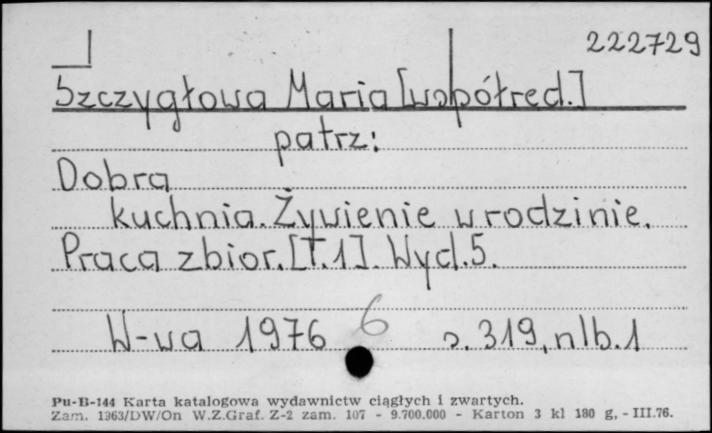 222729
Szczygłowa Maria [współred.]
patrz:
Dobra
kuchnia. Żywienie w rodzinie.
Praca zbior. [T.1]. Wyd. 5.
W-wa 1976 6 s. 319, nlb. 1
Pu-B-144 Karta katalogowa wydawnictw ciągłych i zwartych.
Zam. 1363/DW/On W.Z.Graf. Z-2 zam. 107 - 9.700.000 - Karton 3 kl 180 g, - III.76.